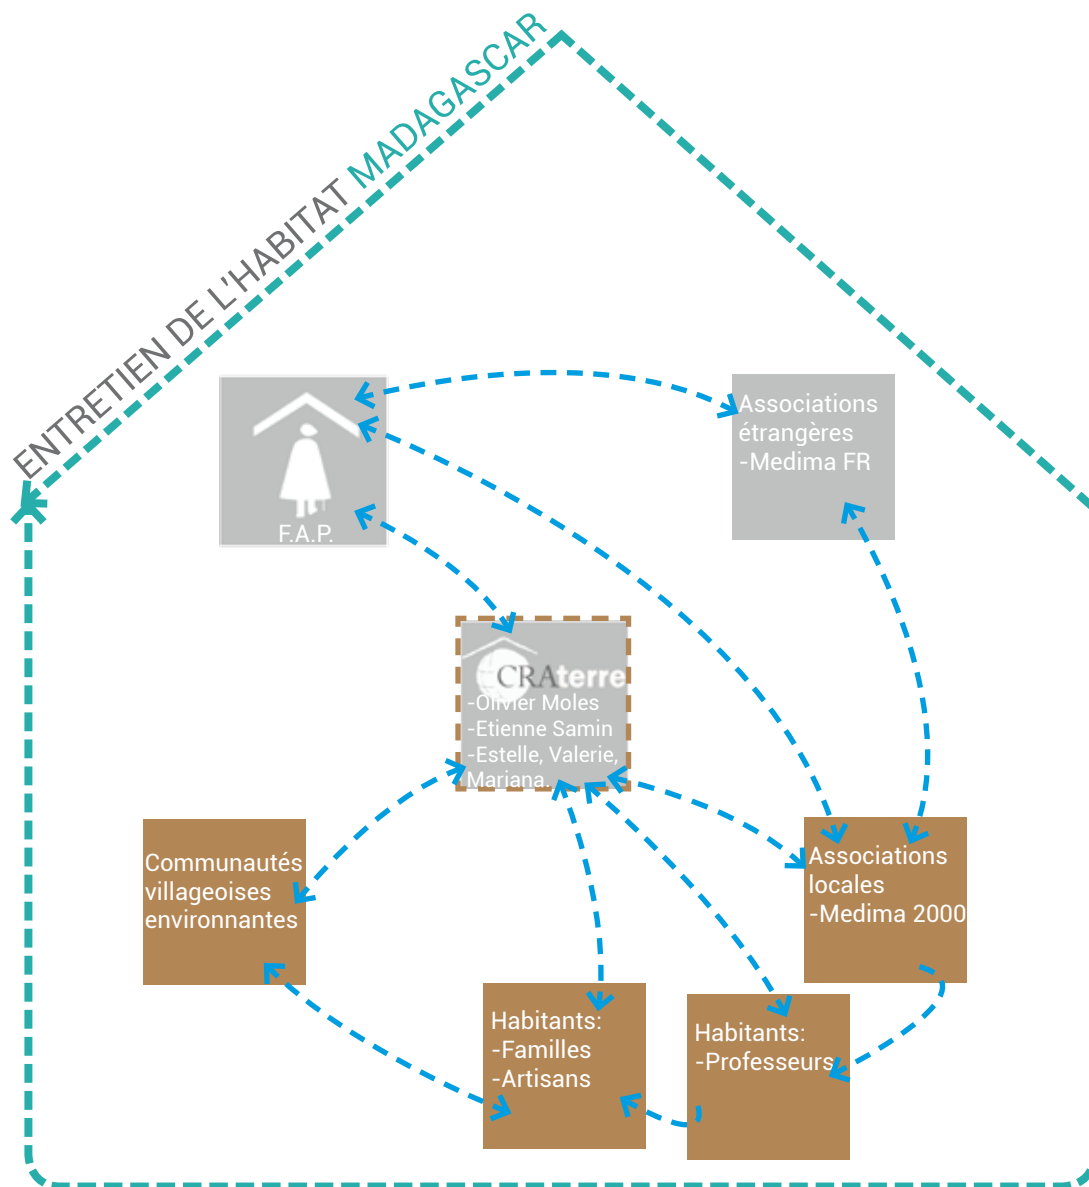 ENTRETIEN DE L'HABITAT MADAGASCAR
F.A.P.
Associations
étrangères
-Medima FR
CRAterre
-Olivier Moles
-Etienne Samin
-Estelle, Valerie,
Mariana.
Communautés
villageoises
environnantes
Associations
locales
-Medima 2000
Habitants:
-Familles
-Artisans
Habitants:
-Professeurs